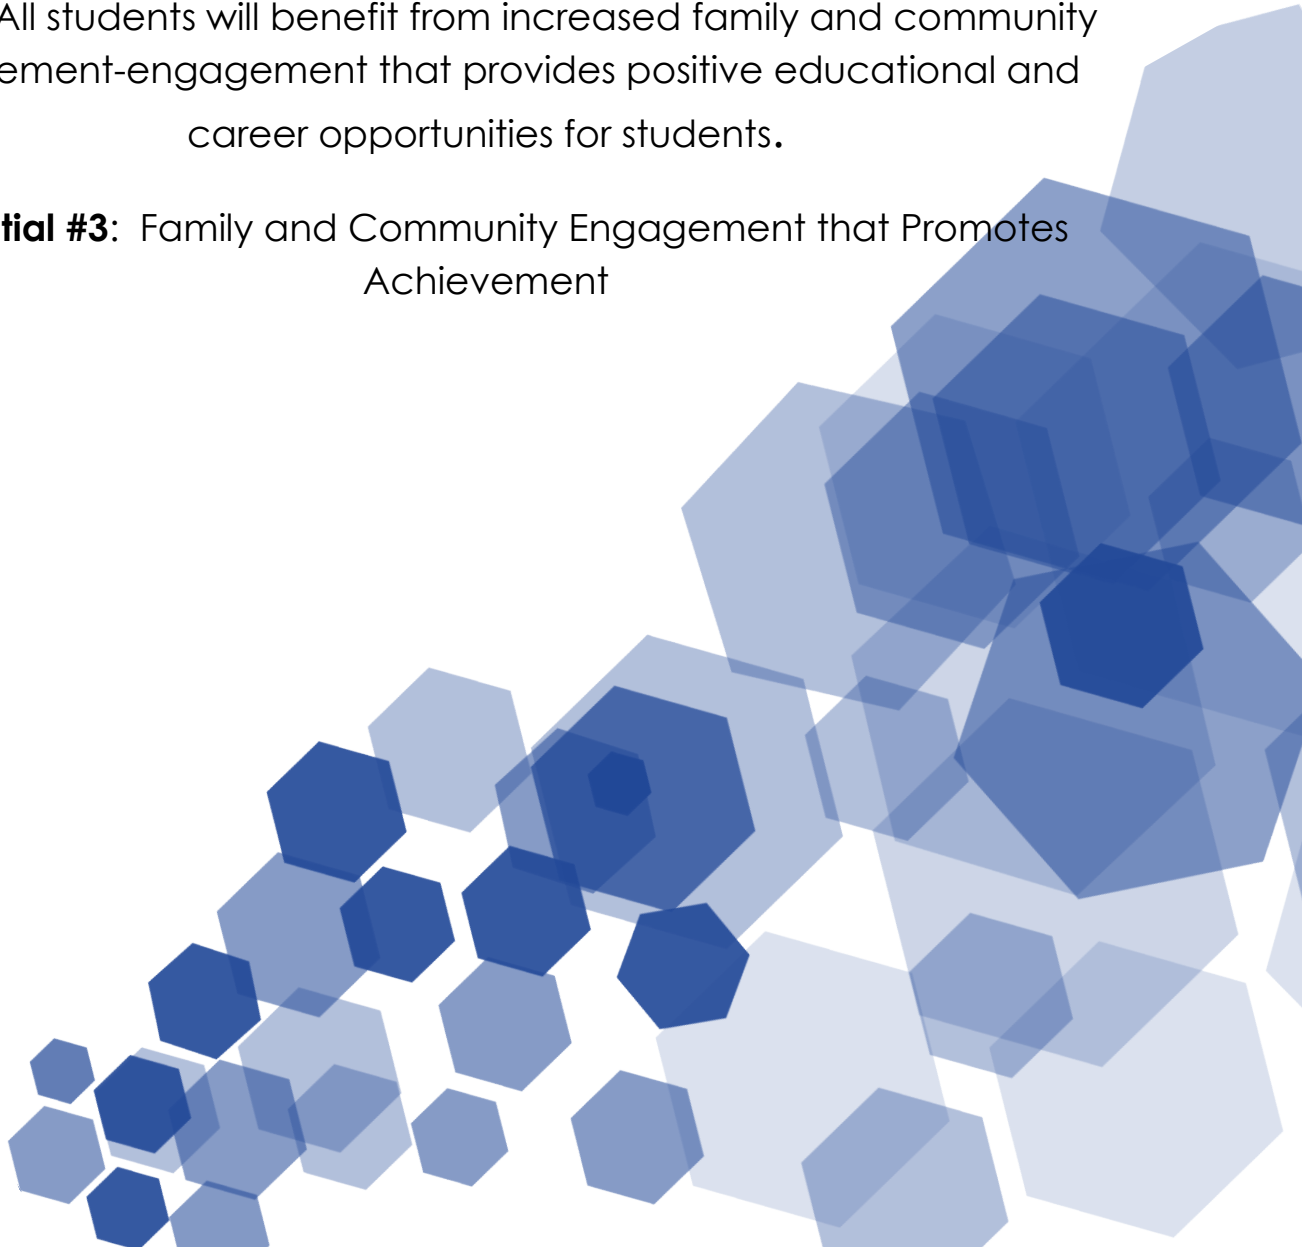 All students will benefit from increased family and community
ement-engagement that provides positive educational and
career opportunities for students.
tial #3: Family and Community Engagement that Promotes
Achievement